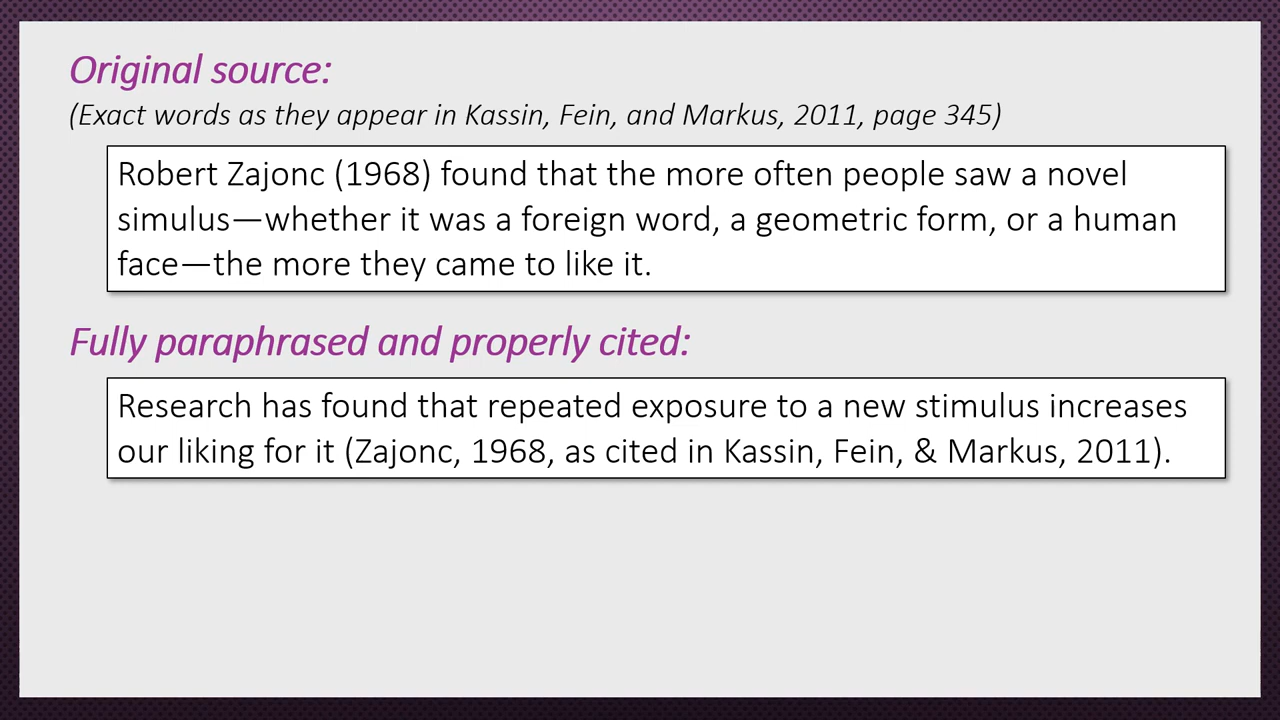 Original source:
(Exact words as they appear in Kassin, Fein, and Markus, 2011, page 345)
Robert Zajonc (1968) found that the more often people saw a novel
simulus—whether it was a foreign word, a geometric form, or a human
face—the more they came to like it.
Fully paraphrased and properly cited:
Research has found that repeated exposure to a new stimulus increases
our liking for it (Zajonc, 1968, as cited in Kassin, Fein, & Markus, 2011).